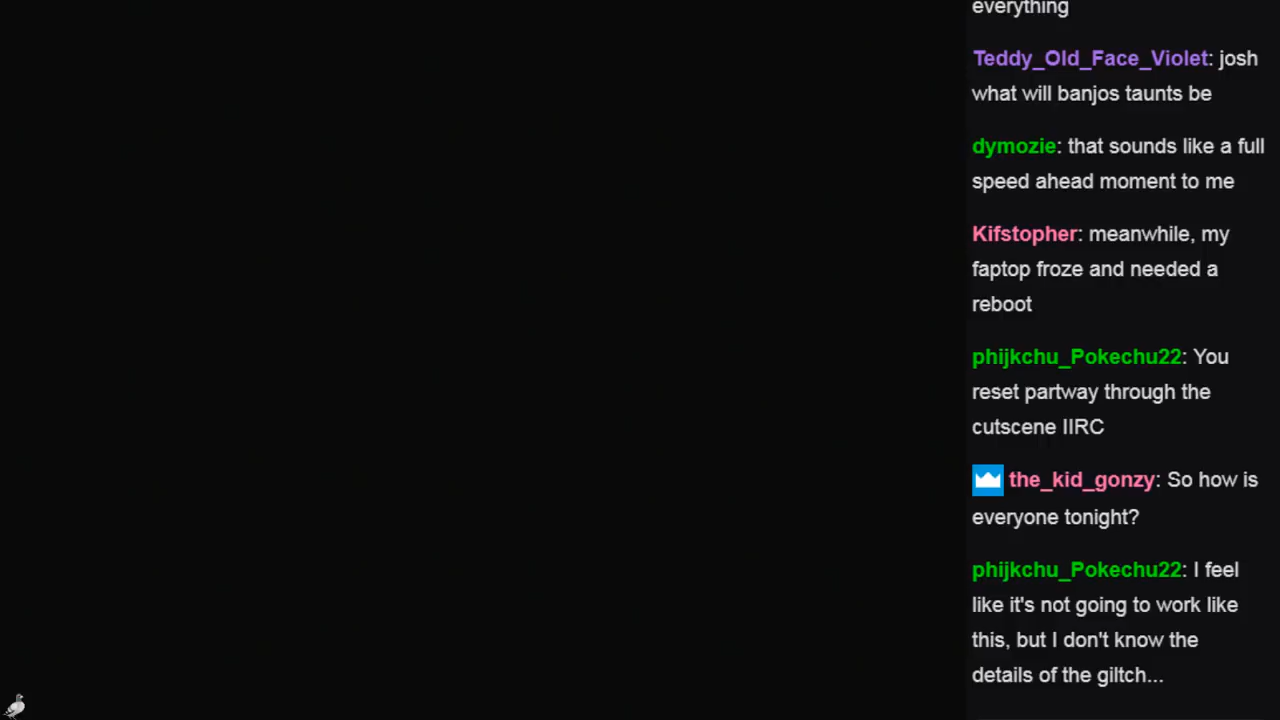 everything
Teddy_Old_Face_Violet: josh
what will banjos taunts be
dymozie: that sounds like a full
speed ahead moment to me
Kifstopher: meanwhile, my
faptop froze and needed a
reboot
phijkchu_Pokechu22: You
reset partway through the
cutscene IIRC
the_kid_gonzy: So how is
everyone tonight?
phijkchu_Pokechu22: I feel
like it's not going to work like
this, but I don't know the
details of the giltch...